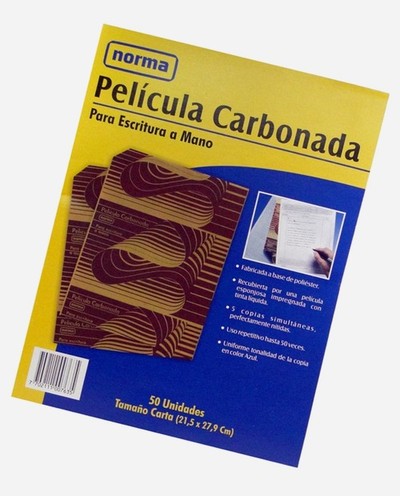 norma
Película Carbonada
Para Escritura a Mano
Película Carbonada
• Fabricada a base de poliéster.
• Recubierta por una película
esponjosa impregnada con
tinta líquida.
• 5 copias simultáneas,
perfectamente nítidas.
• Uso repetitivo hasta 50 veces.
• Uniforme tonalidad de la copia
en color Azul.
50 Unidades
Tamaño Carta (21,5 x 27,9 Cm)